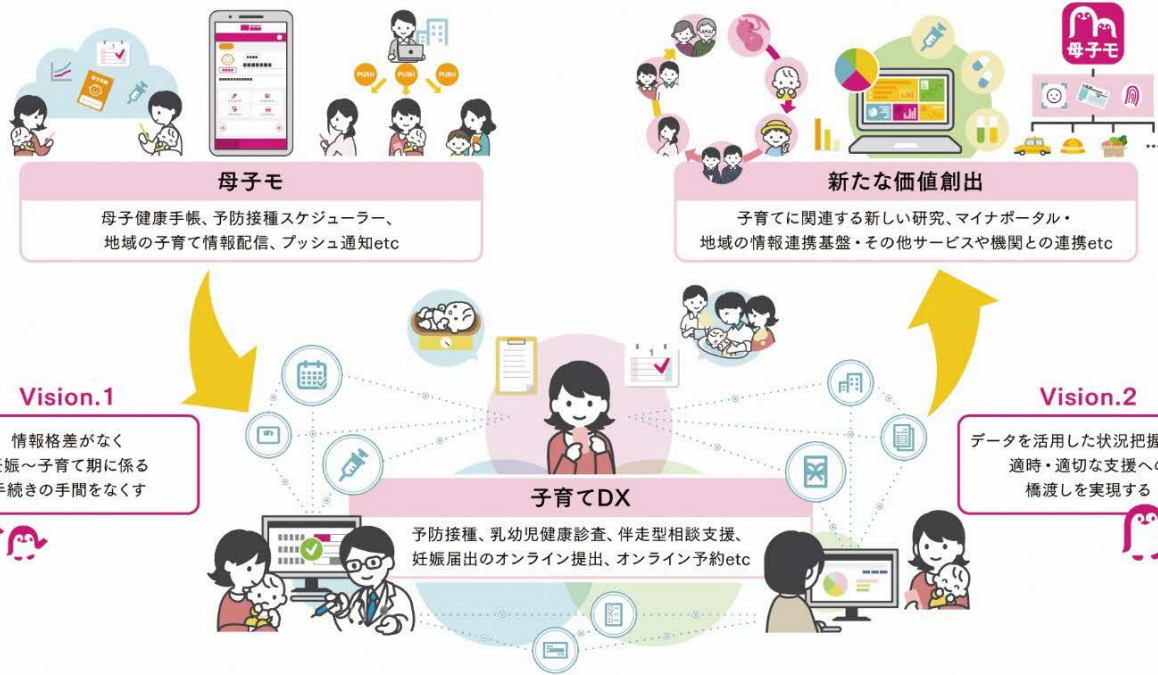 母子手帳
PUSH
PUSH
PUSH
母子モ
母子モ
母子健康手帳、予防接種スケジューラー、
地域の子育て情報配信、プッシュ通知etc
新たな価値創出
子育てに関連する新しい研究、マイナポータル・
地域の情報連携基盤・その他サービスや機関との連携etc
Vision.1
情報格差がなく
妊娠〜子育て期に係る
手続きの手間をなくす
1
1
Vision.2
データを活用した状況把握
適時・適切な支援への
橋渡しを実現する
子育てDX
予防接種、乳幼児健康診査、伴走型相談支援、
妊娠届出のオンライン提出、オンライン予約etc